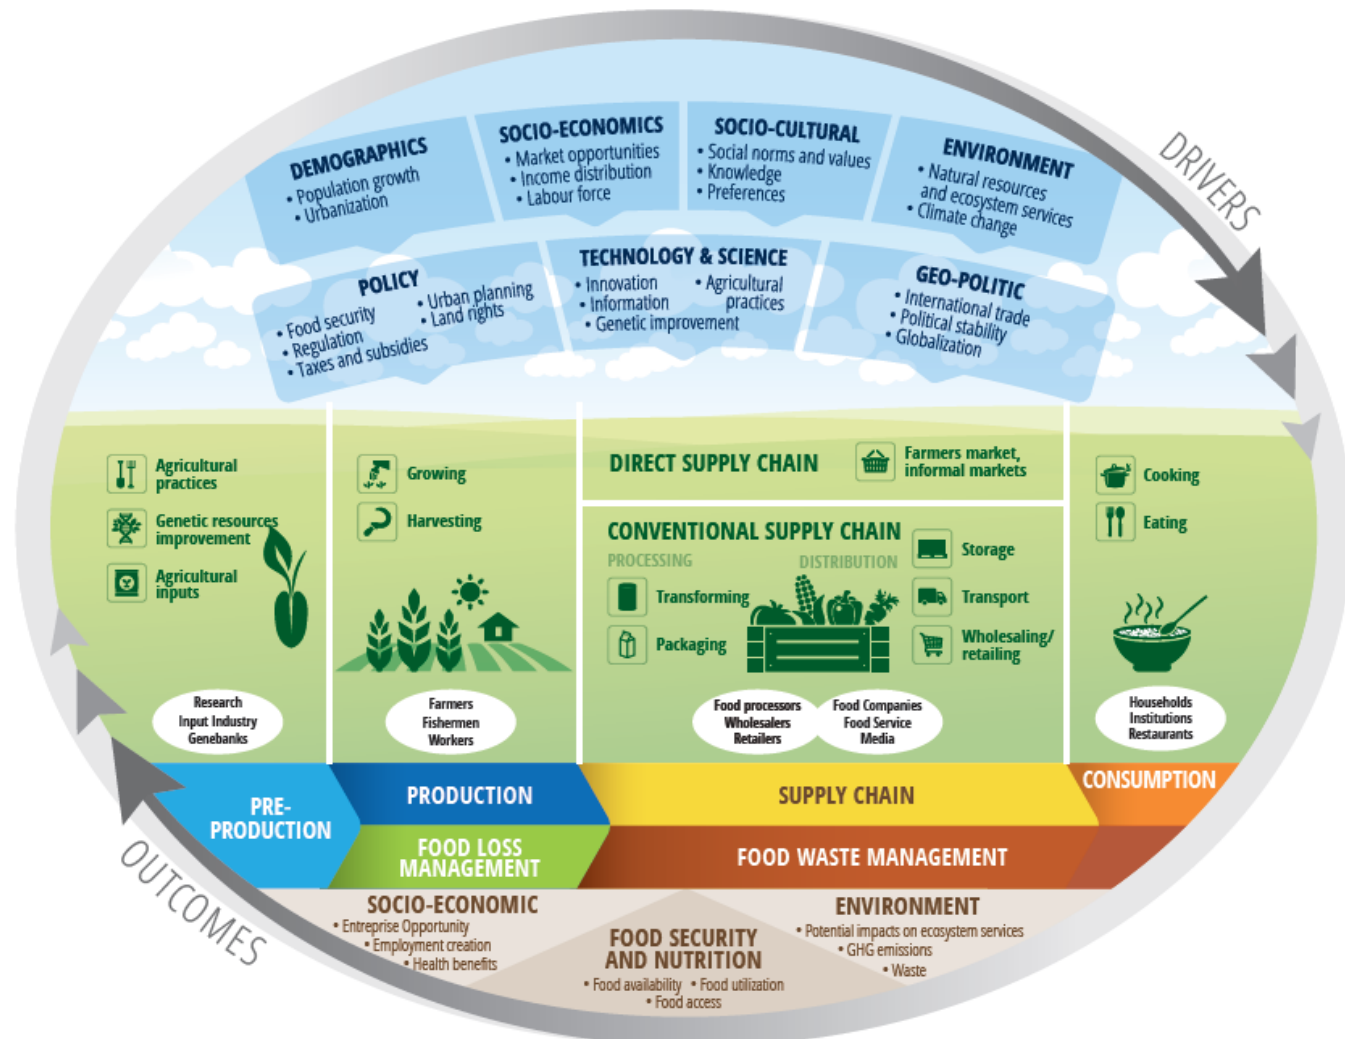 DRIVERS
DEMOGRAPHICS
• Population growth
• Urbanization
SOCIO-ECONOMICS
• Market opportunities
• Income distribution
• Labour force
SOCIO-CULTURAL
• Social norms and values
• Knowledge
• Preferences
ENVIRONMENT
• Natural resources
and ecosystem services
• Climate change
POLICY
• Food security
• Regulation
• Taxes and subsidies
• Urban planning
• Land rights
TECHNOLOGY & SCIENCE
• Innovation
• Information
• Genetic improvement
• Agricultural
practices
GEO-POLITIC
• International trade
• Political stability
• Globalization
Agricultural
practices
Genetic resources
improvement
Agricultural
inputs
Research
Input Industry
Genebanks
Growing
Harvesting
Farmers
Fishermen
Workers
DIRECT SUPPLY CHAIN
Farmers market,
informal markets
CONVENTIONAL SUPPLY CHAIN
PROCESSING
Transforming
Packaging
DISTRIBUTION
Storage
Transport
Wholesaling/
retailing
Food processors
Wholesalers
Retailers
Food Companies
Food Service
Media
Cooking
Eating
Households
Institutions
Restaurants
PRE-
PRODUCTION
PRODUCTION
SUPPLY CHAIN
CONSUMPTION
FOOD LOSS
MANAGEMENT
FOOD WASTE MANAGEMENT
OUTCOMES
SOCIO-ECONOMIC
• Entreprise Opportunity
• Employment creation
• Health benefits
FOOD SECURITY
AND NUTRITION
• Food availability • Food utilization
• Food access
ENVIRONMENT
• Potential impacts on ecosystem services
• GHG emissions
• Waste